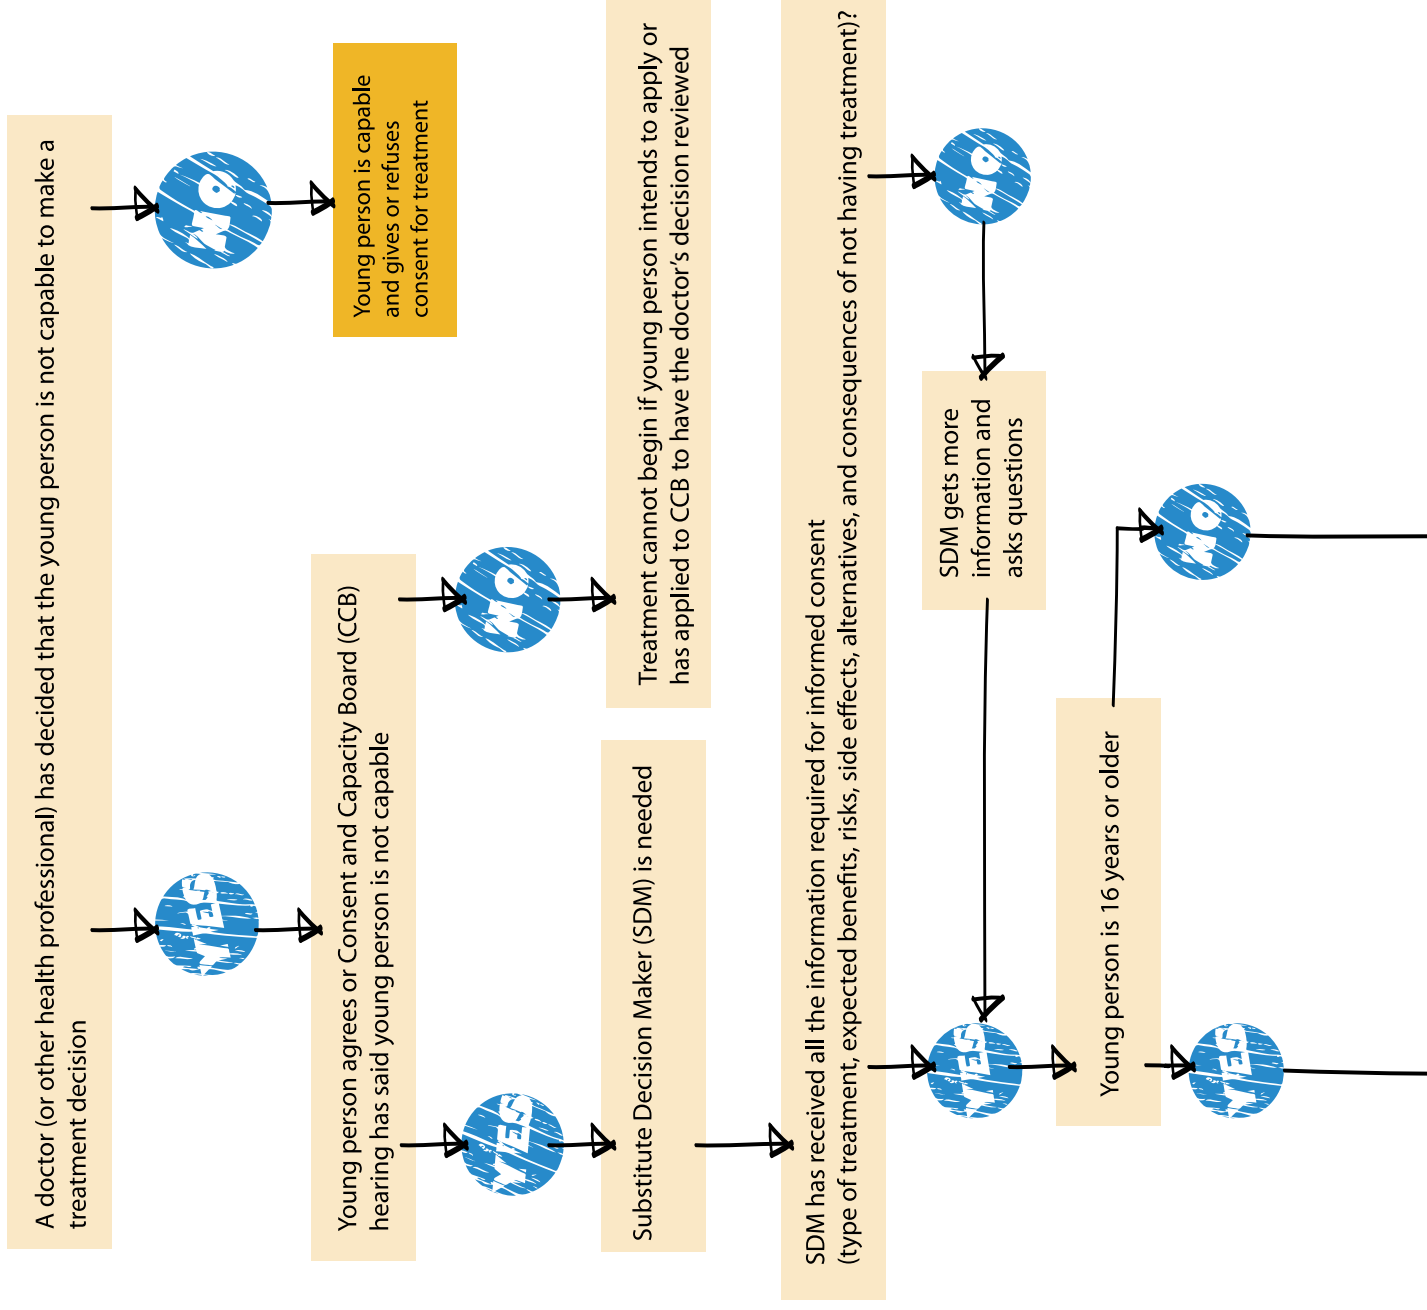 A doctor (or other health professional) has decided that the young person is not capable to make a
treatment decision
YES
NO
Young person is capable
and gives or refuses
consent for treatment
Young person agrees or Consent and Capacity Board (CCB)
hearing has said young person is not capable
YES
NO
Substitute Decision Maker (SDM) is needed
Treatment cannot begin if young person intends to apply or
has applied to CCB to have the doctor’s decision reviewed
SDM has received all the information required for informed consent
(type of treatment, expected benefits, risks, side effects, alternatives, and consequences of not having treatment)?
YES
NO
SDM gets more
information and
asks questions
Young person is 16 years or older
YES
NO